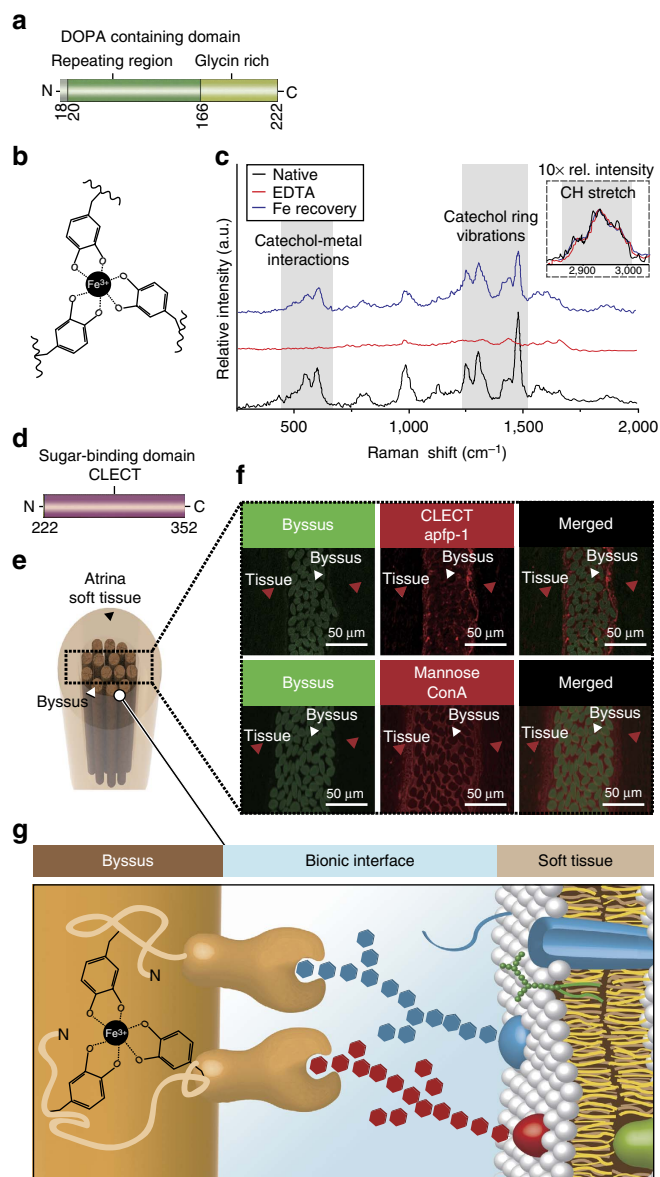 a
DOPA containing domain
Repeating region
Glycin rich
N
C
18
20
166
222
b
Fe3+
c
Native
EDTA
Fe recovery
Catechol-metal
interactions
Catechol ring
vibrations
10× rel. intensity
CH stretch
2,900
3,000
Relative intensity (a.u.)
500
1,000
1,500
2,000
Raman shift (cm–1)
d
Sugar-binding domain
CLECT
N
C
222
352
e
Atrina
soft tissue
Byssus
f
Byssus
CLECT
apfp-1
Merged
Tissue
Byssus
50 µm
Tissue
Byssus
50 µm
Tissue
Byssus
50 µm
Byssus
Mannose
ConA
Merged
Tissue
Byssus
50 µm
Tissue
Byssus
50 µm
Tissue
Byssus
50 µm
g
Byssus
Bionic interface
Soft tissue
N
N
Fe3+